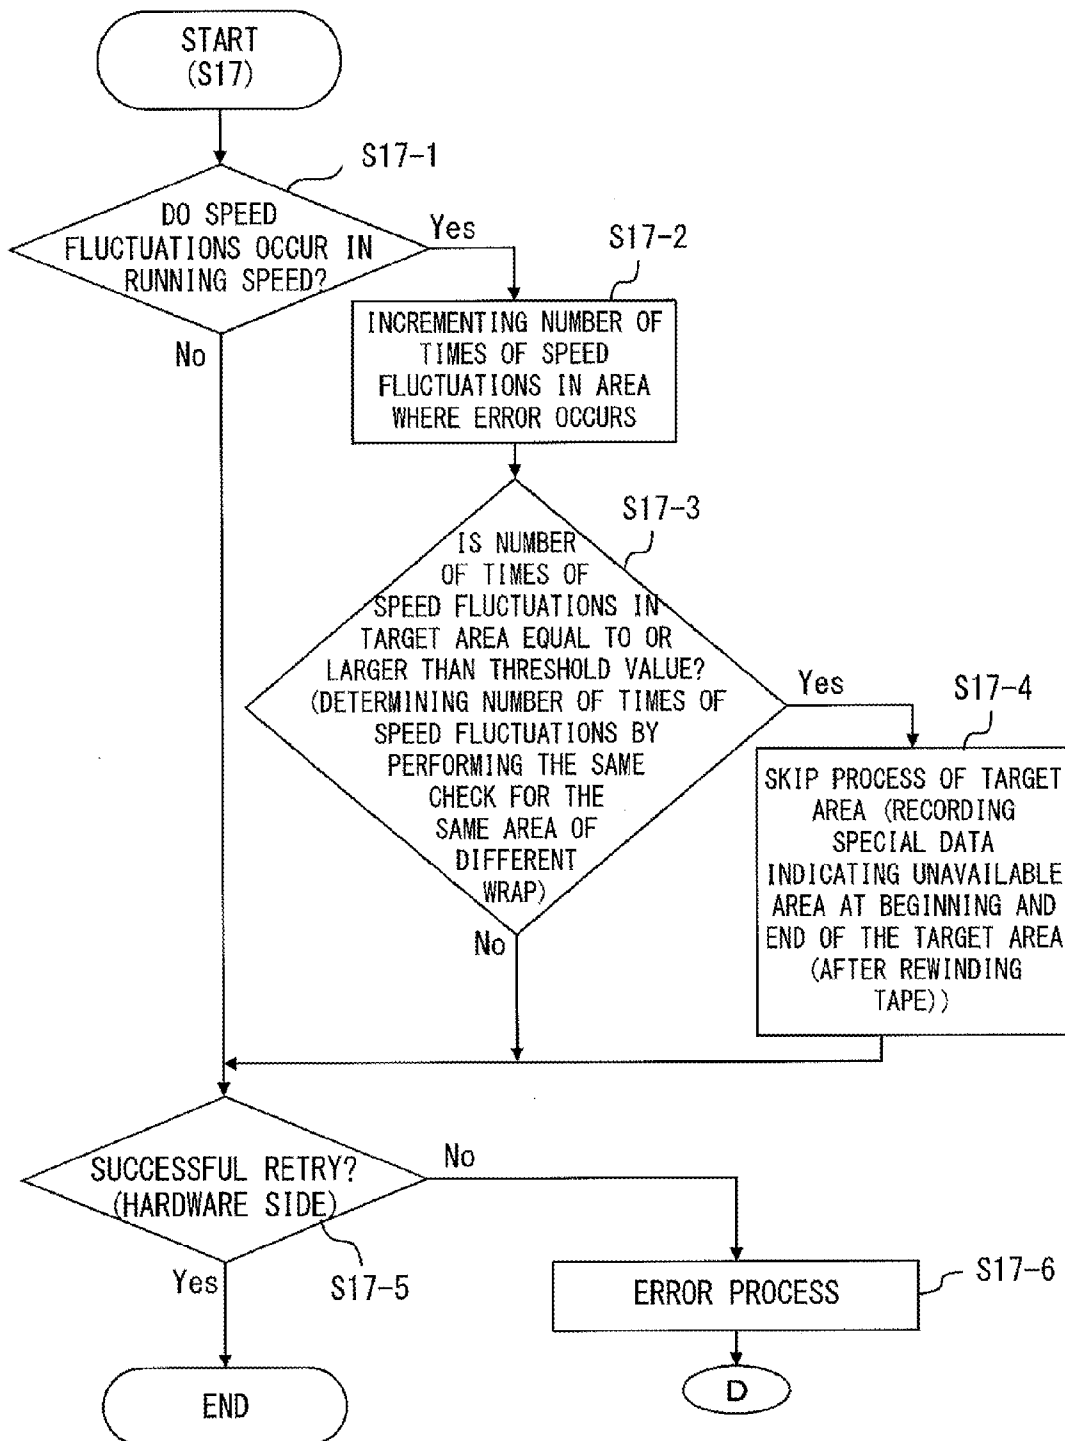 START
(S17)
S17-1
DO SPEED
FLUCTUATIONS OCCUR IN
RUNNING SPEED?
Yes
No
S17-2
INCREMENTING NUMBER OF
TIMES OF SPEED
FLUCTUATIONS IN AREA
WHERE ERROR OCCURS
S17-3
IS NUMBER
OF TIMES OF
SPEED FLUCTUATIONS IN
TARGET AREA EQUAL TO OR
LARGER THAN THRESHOLD VALUE?
(DETERMINING NUMBER OF TIMES OF
SPEED FLUCTUATIONS BY
PERFORMING THE SAME
CHECK FOR THE
SAME AREA OF
DIFFERENT
WRAP)
Yes
No
S17-4
SKIP PROCESS OF TARGET
AREA (RECORDING
SPECIAL DATA
INDICATING UNAVAILABLE
AREA AT BEGINNING AND
END OF THE TARGET AREA
(AFTER REWINDING
TAPE))
SUCCESSFUL RETRY?
(HARDWARE SIDE)
No
Yes
S17-5
ERROR PROCESS
S17-6
END
D